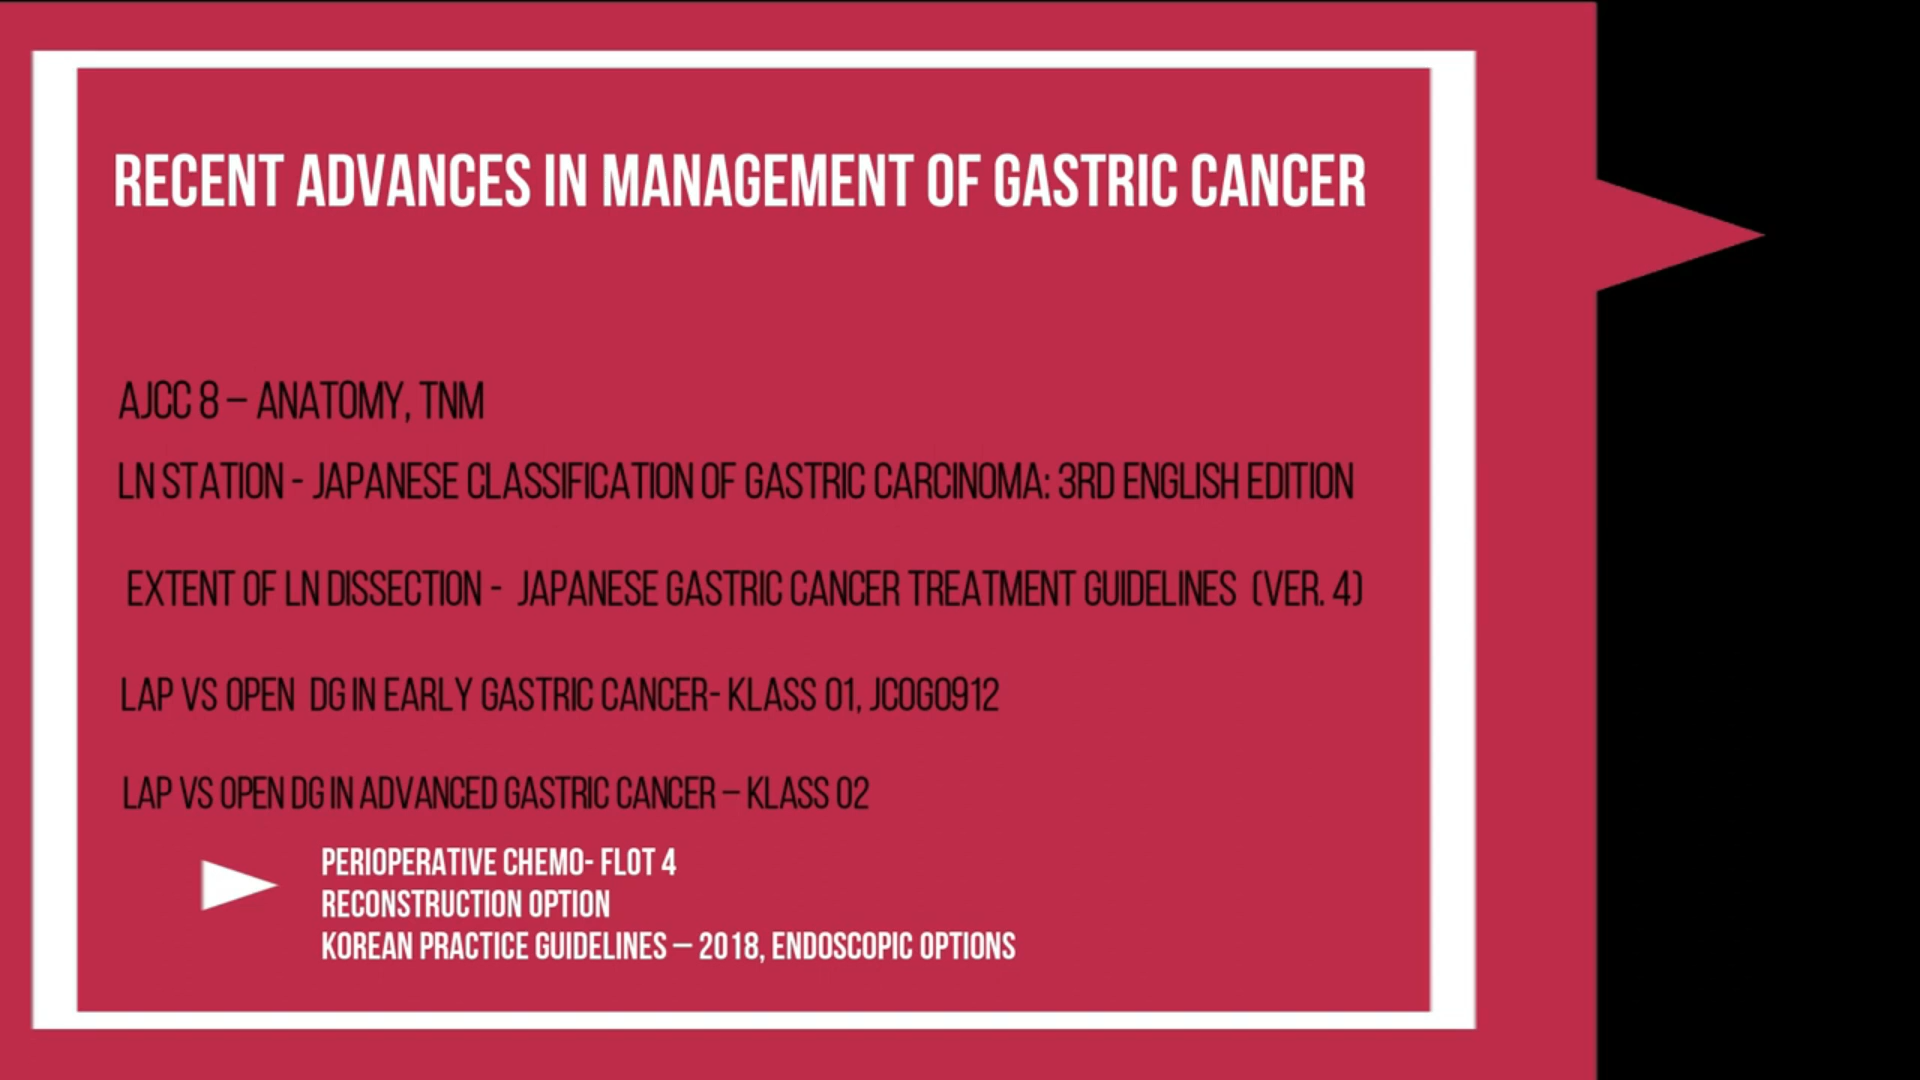 RECENT ADVANCES IN MANAGEMENT OF GASTRIC CANCER
AJCC 8 – ANATOMY, TNM
LN STATION - JAPANESE CLASSIFICATION OF GASTRIC CARCINOMA: 3RD ENGLISH EDITION
EXTENT OF LN DISSECTION - JAPANESE GASTRIC CANCER TREATMENT GUIDELINES (VER. 4)
LAP VS OPEN DG IN EARLY GASTRIC CANCER- KLASS 01, JCOG0912
LAP VS OPEN DG IN ADVANCED GASTRIC CANCER – KLASS 02
PERIOPERATIVE CHEMO- FLOT 4
RECONSTRUCTION OPTION
KOREAN PRACTICE GUIDELINES – 2018, ENDOSCOPIC OPTIONS